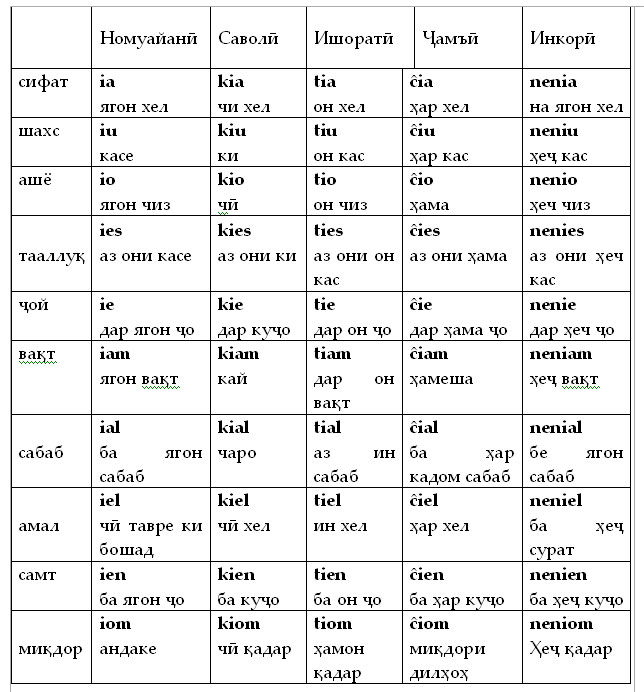 Номуайанӣ Саволӣ Ишоратӣ Ҷамъӣ Инкорӣ
сифат ia kia tia ĉia nenia
ягон хел чи хел он хел ҳар хел на ягон хел
шахс iu kiu tiu ĉiu neniu
касе ки он кас ҳар кас ҳеҷ кас
ашё io kio tio ĉio nenio
ягон чиз чӣ он чиз ҳама ҳеҷ чиз
ies kies ties ĉies nenies
тааллуқ аз они касе аз они ки аз они он аз они ҳама аз они ҳеҷ
кас кас
ҷой ie kie tie ĉie nenie
дар ягон ҷо дар куҷо дар он ҷо дар ҳама ҷо дар ҳеҷ ҷо
вақт iam kiam tiam ĉiam neniam
ягон вақт кай дар он ҳамеша ҳеҷ вақт
вақт
ial kial tial ĉial nenial
сабаб ба ягон чаро аз ин ба ҳар бе ягон
сабаб сабаб кадом сабаб сабаб
iel kiel tiel ĉiel neniel
амал чӣ тавре ки чӣ хел ин хел ҳар хел ба ҳеҷ
бошад сурат
самт ien kien tien ĉien nenien
ба ягон ҷо ба куҷо ба он ҷо ба ҳар куҷо ба ҳеҷ куҷо
iom kiom tiom ĉiom neniom
миқдор андаке чӣ қадар ҳамон миқдори Ҳеҷ қадар
қадар дилҳоҳ